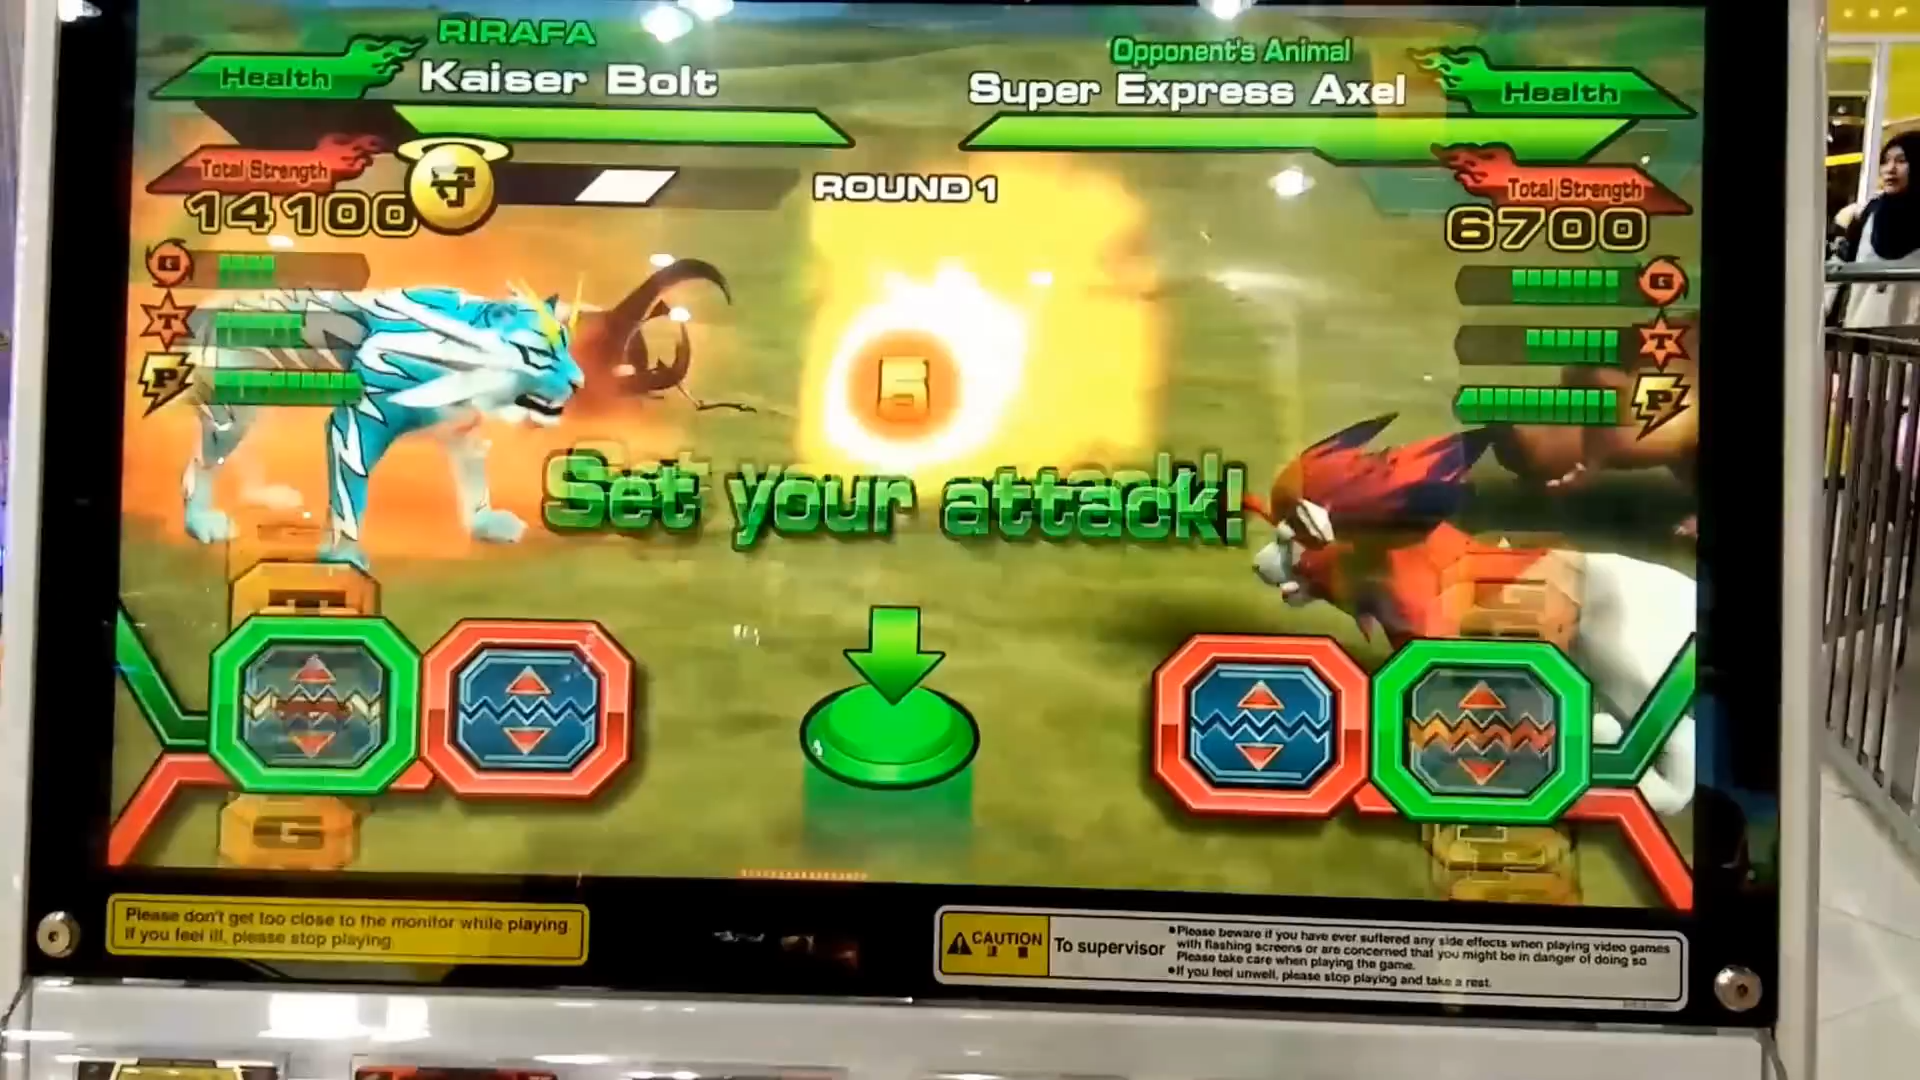 RIRAFA
Health
Kaiser Bolt
Opponent's Animal
Super Express Axel
Health
Total Strength
14100
ROUND 1
Total Strength
6700
G
T
P
G
T
P
5
Set your attack!
G
G
Please don't get too close to the monitor while playing.
If you feel ill, please stop playing.
CAUTION
To supervisor
•Please beware if you have ever suffered any side effects when playing video games
with flashing screens or are concerned that you might be in danger of doing so
Please take care when playing the game.
•If you feel unwell, please stop playing and take a rest.